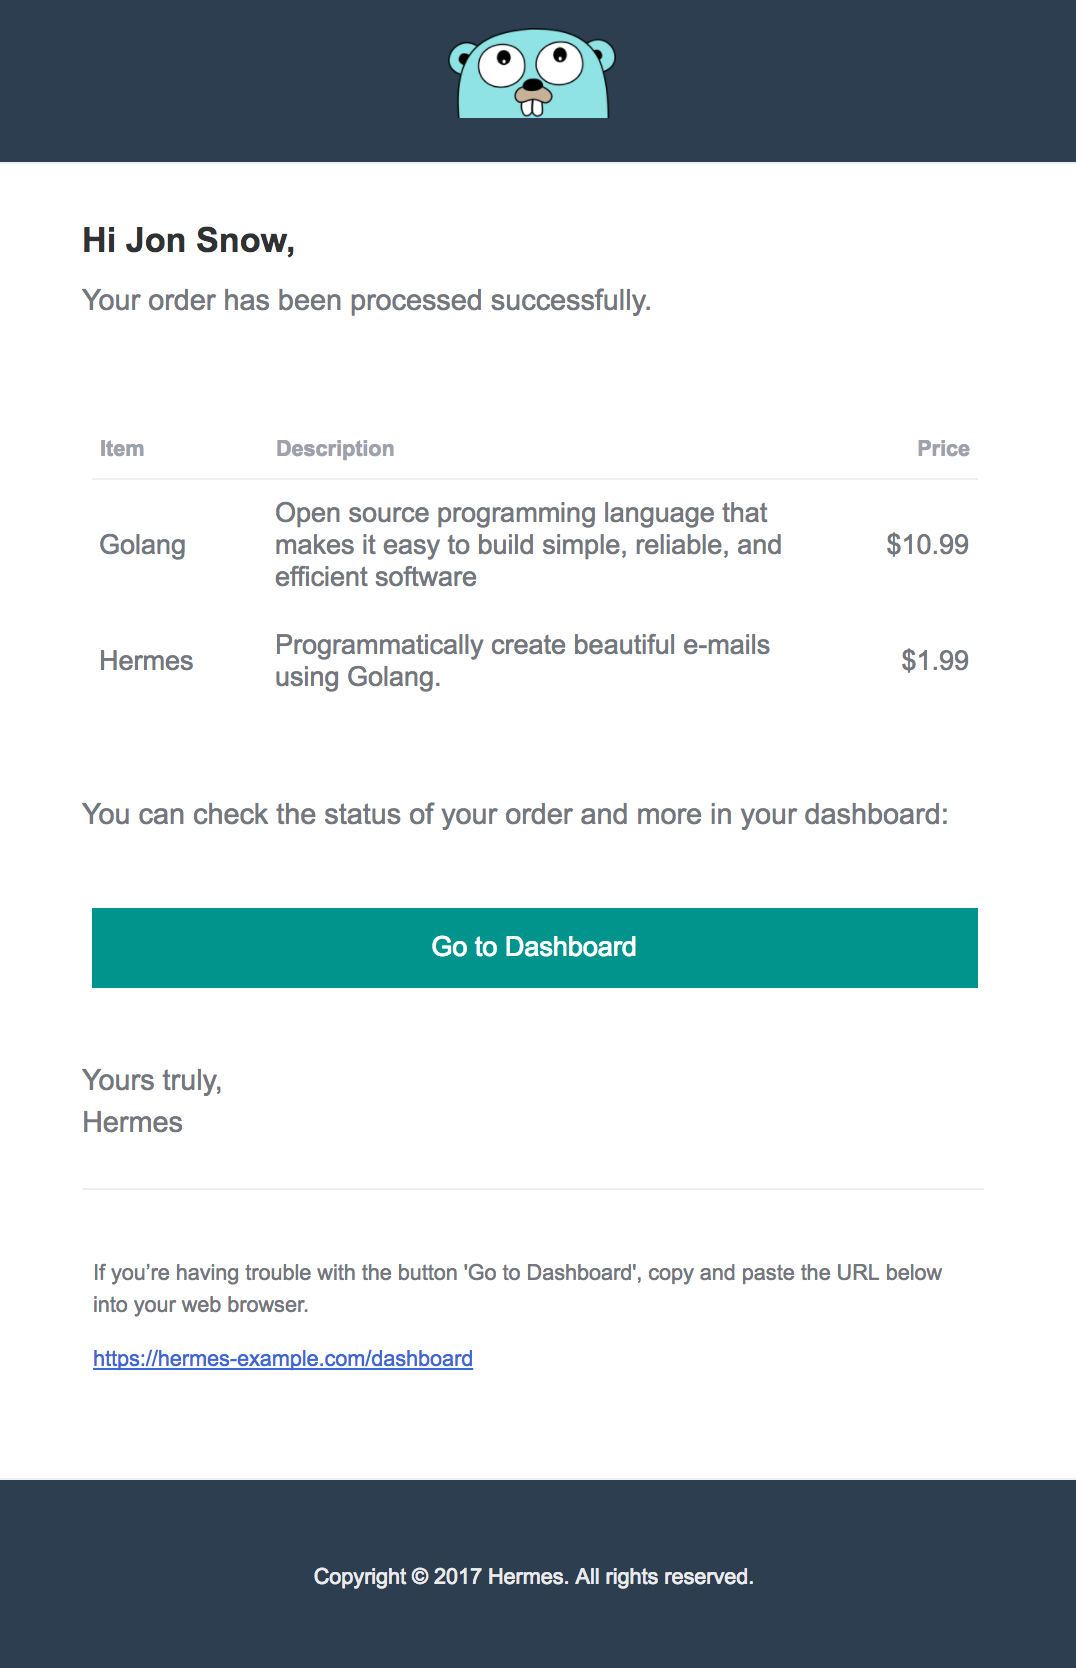 Hi Jon Snow,
Your order has been processed successfully.
Item Description Price
Open source programming language that
Golang makes it easy to build simple, reliable, and $10.99
efficient software
Programmatically create beautiful e-mails
Hermes using Golang. $1.99
You can check the status of your order and more in your dashboard:
Go to Dashboard
Yours truly,
Hermes
If you’re having trouble with the button 'Go to Dashboard', copy and paste the URL below
into your web browser.
https://hermes-example.com/dashboard
Copyright © 2017 Hermes. All rights reserved.